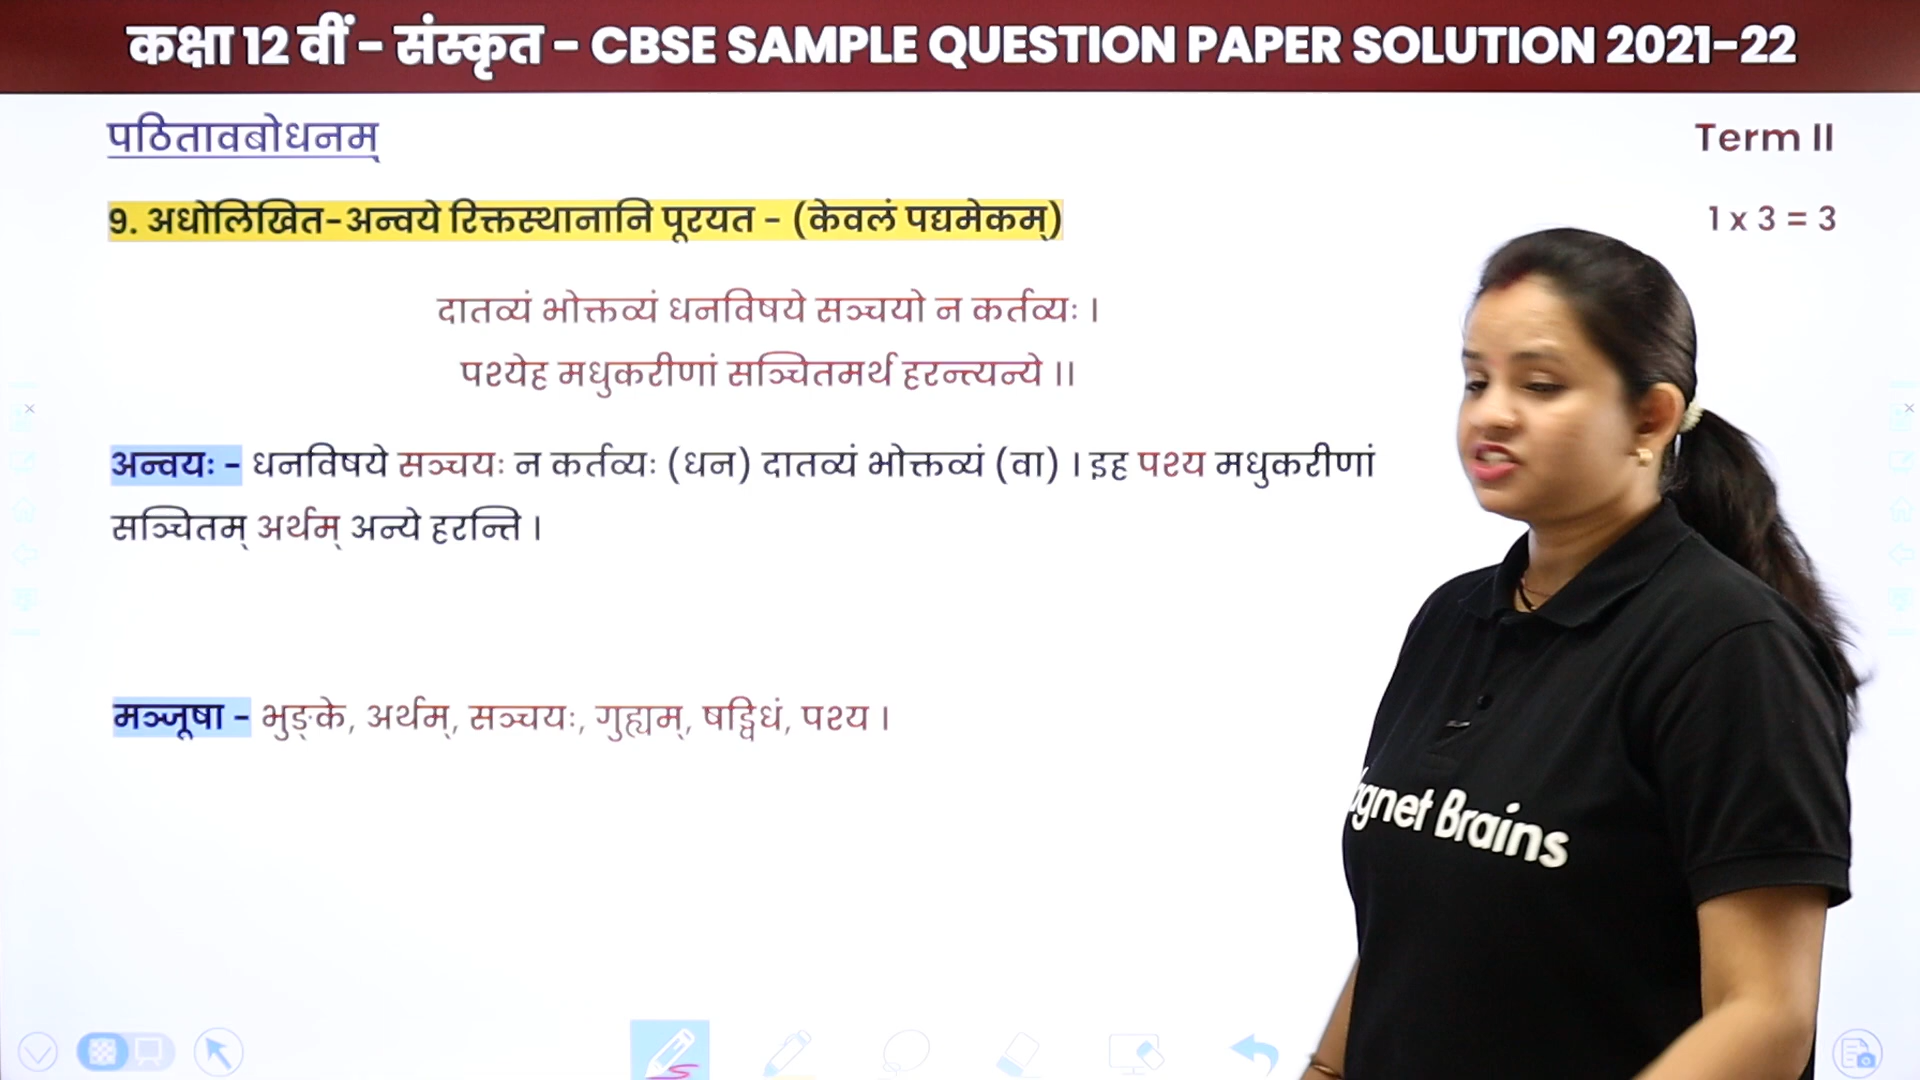 कक्षा 12 वीं - संस्कृत - CBSE SAMPLE QUESTION PAPER SOLUTION 2021-22
पठितावबोधनम्
Term II
9. अधोलिखित-अन्वये रिक्तस्थानानि पूरयत - (केवलं पद्यमेकम्)
1 x 3 = 3
दातव्यं भोक्तव्यं धनविषये सञ्चयो न कर्तव्यः ।
पश्येह मधुकरीणां सञ्चितमर्थ हरन्त्यन्ये ।।
अन्वयः - धनविषये सञ्चयः न कर्तव्यः (धन) दातव्यं भोक्तव्यं (वा) । इह पश्य मधुकरीणां
सञ्चितम् अर्थम् अन्ये हरन्ति ।
मञ्जूषा - भुङ्के, अर्थम्, सञ्चयः, गुह्यम्, षड्विधं, पश्य ।
gnet Brains